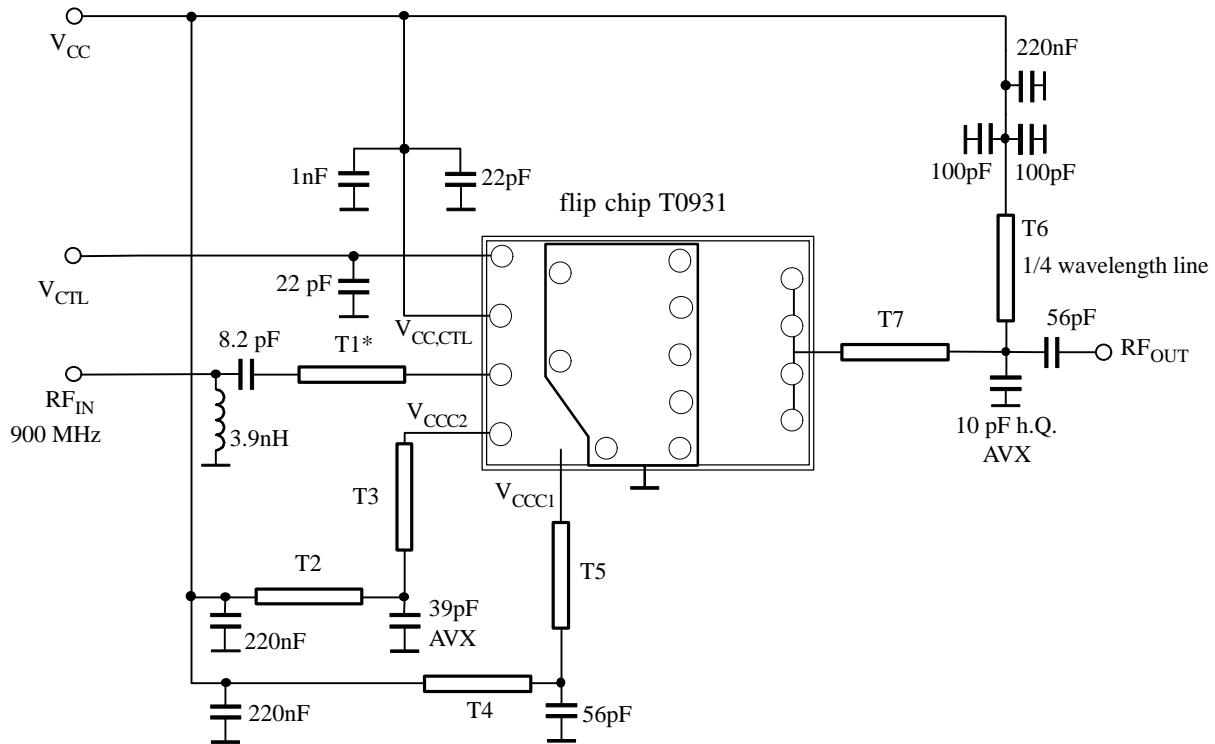 V_CC
220nF
100pF
100pF
1nF
22pF
flip chip T0931
T6
1/4 wavelength line
V_CTL
22 pF
V_CC,CTL
T7
56pF
RF_OUT
8.2 pF
T1*
RF_IN
900 MHz
3.9nH
V_CCC2
10 pF h.Q.
AVX
T3
V_CCC1
T2
T5
39pF
AVX
220nF
220nF
T4
56pF